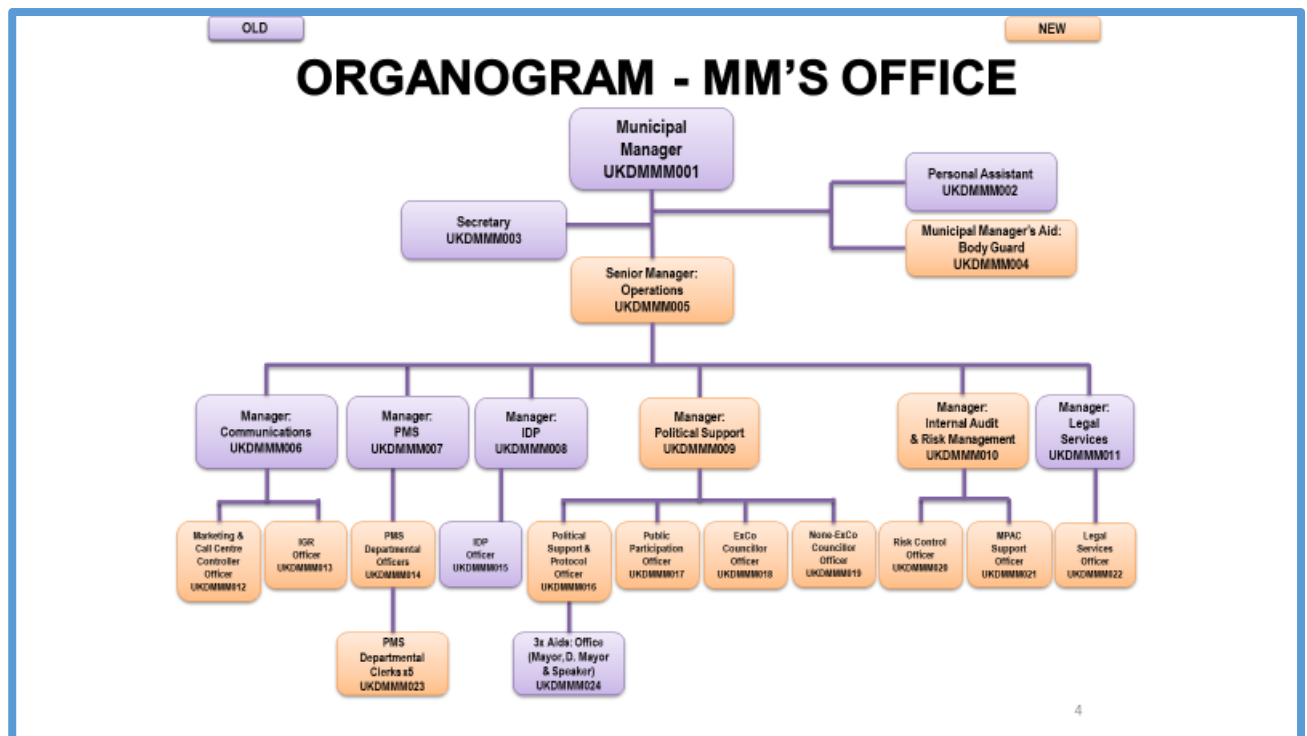 OLD
NEW
ORGANOGRAM - MM'S OFFICE
Municipal
Manager
UKDMMM001
Personal Assistant
UKDMMM002
Secretary
UKDMMM003
Municipal Manager's Aid:
Body Guard
UKDMMM004
Senior Manager:
Operations
UKDMMM005
Manager:
Communications
UKDMMM006
Manager:
PMS
UKDMMM007
Manager:
IDP
UKDMMM008
Manager:
Political Support
UKDMMM009
Manager:
Internal Audit
& Risk Management
UKDMMM010
Manager:
Legal
Services
UKDMMM011
Marketing &
Call Centre
Controller
Officer
UKDMMM012
IGR
Officer
UKDMMM013
PMS
Departmental
Officers
UKDMMM014
IDP
Officer
UKDMMM015
Political
Support &
Protocol
Officer
UKDMMM016
Public
Participation
Officer
UKDMMM017
ExCo
Councillor
Officer
UKDMMM018
None-ExCo
Councillor
Officer
UKDMMM019
Risk Control
Officer
UKDMMM020
MPAC
Support
Officer
UKDMMM021
Legal
Services
Officer
UKDMMM022
PMS
Departmental
Clerks x5
UKDMMM023
3x Aids: Office
(Mayor, D. Mayor
& Speaker)
UKDMMM024
4